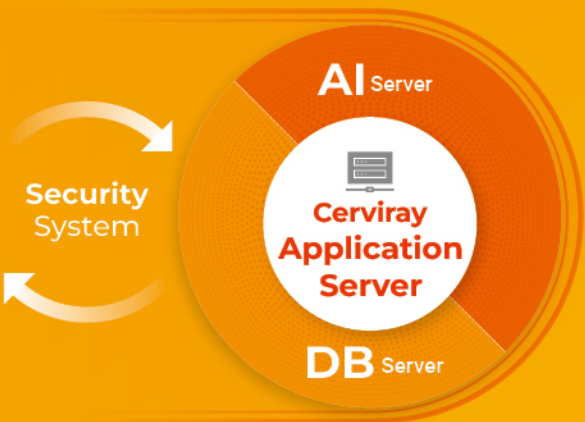 AI Server
Security
System
Cerviray
Application
Server
DB Server